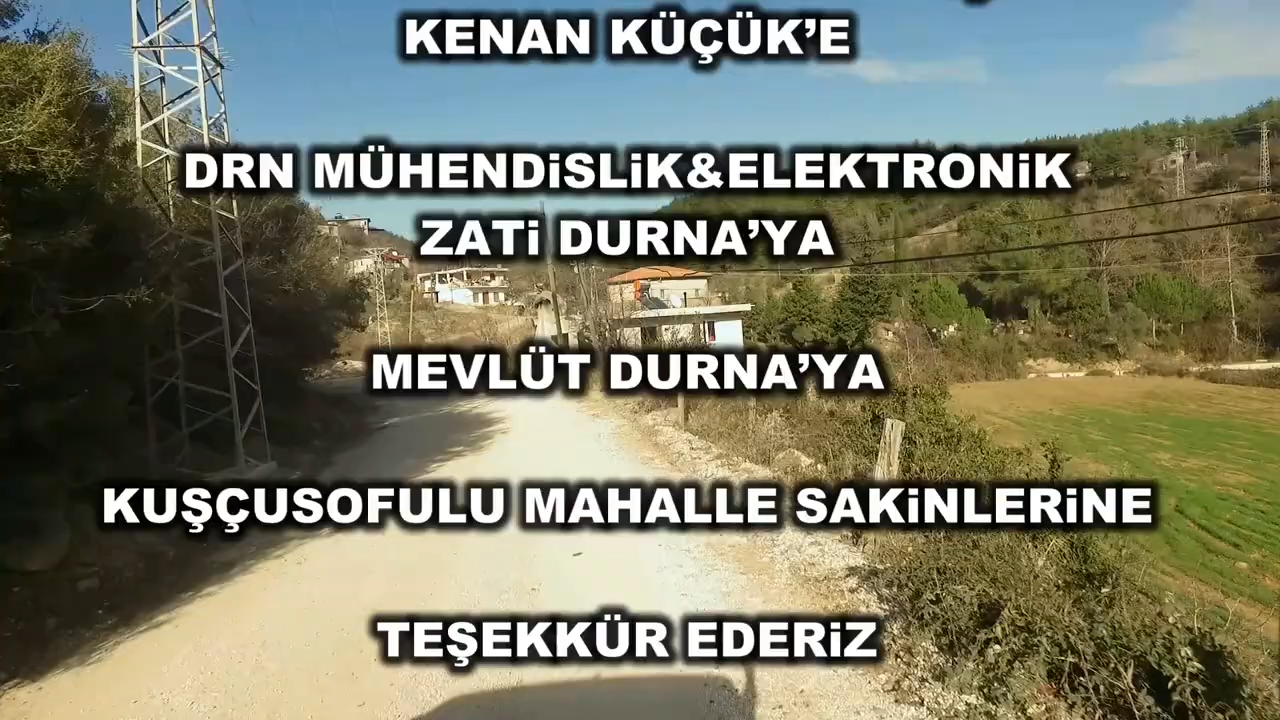 KENAN KÜÇÜK’E
DRN MÜHENDiSLiK&ELEKTRONiK
ZATi DURNA’YA
MEVLÜT DURNA’YA
KUŞÇUSOFULU MAHALLE SAKiNLERiNE
TEŞEKKÜR EDERiZ